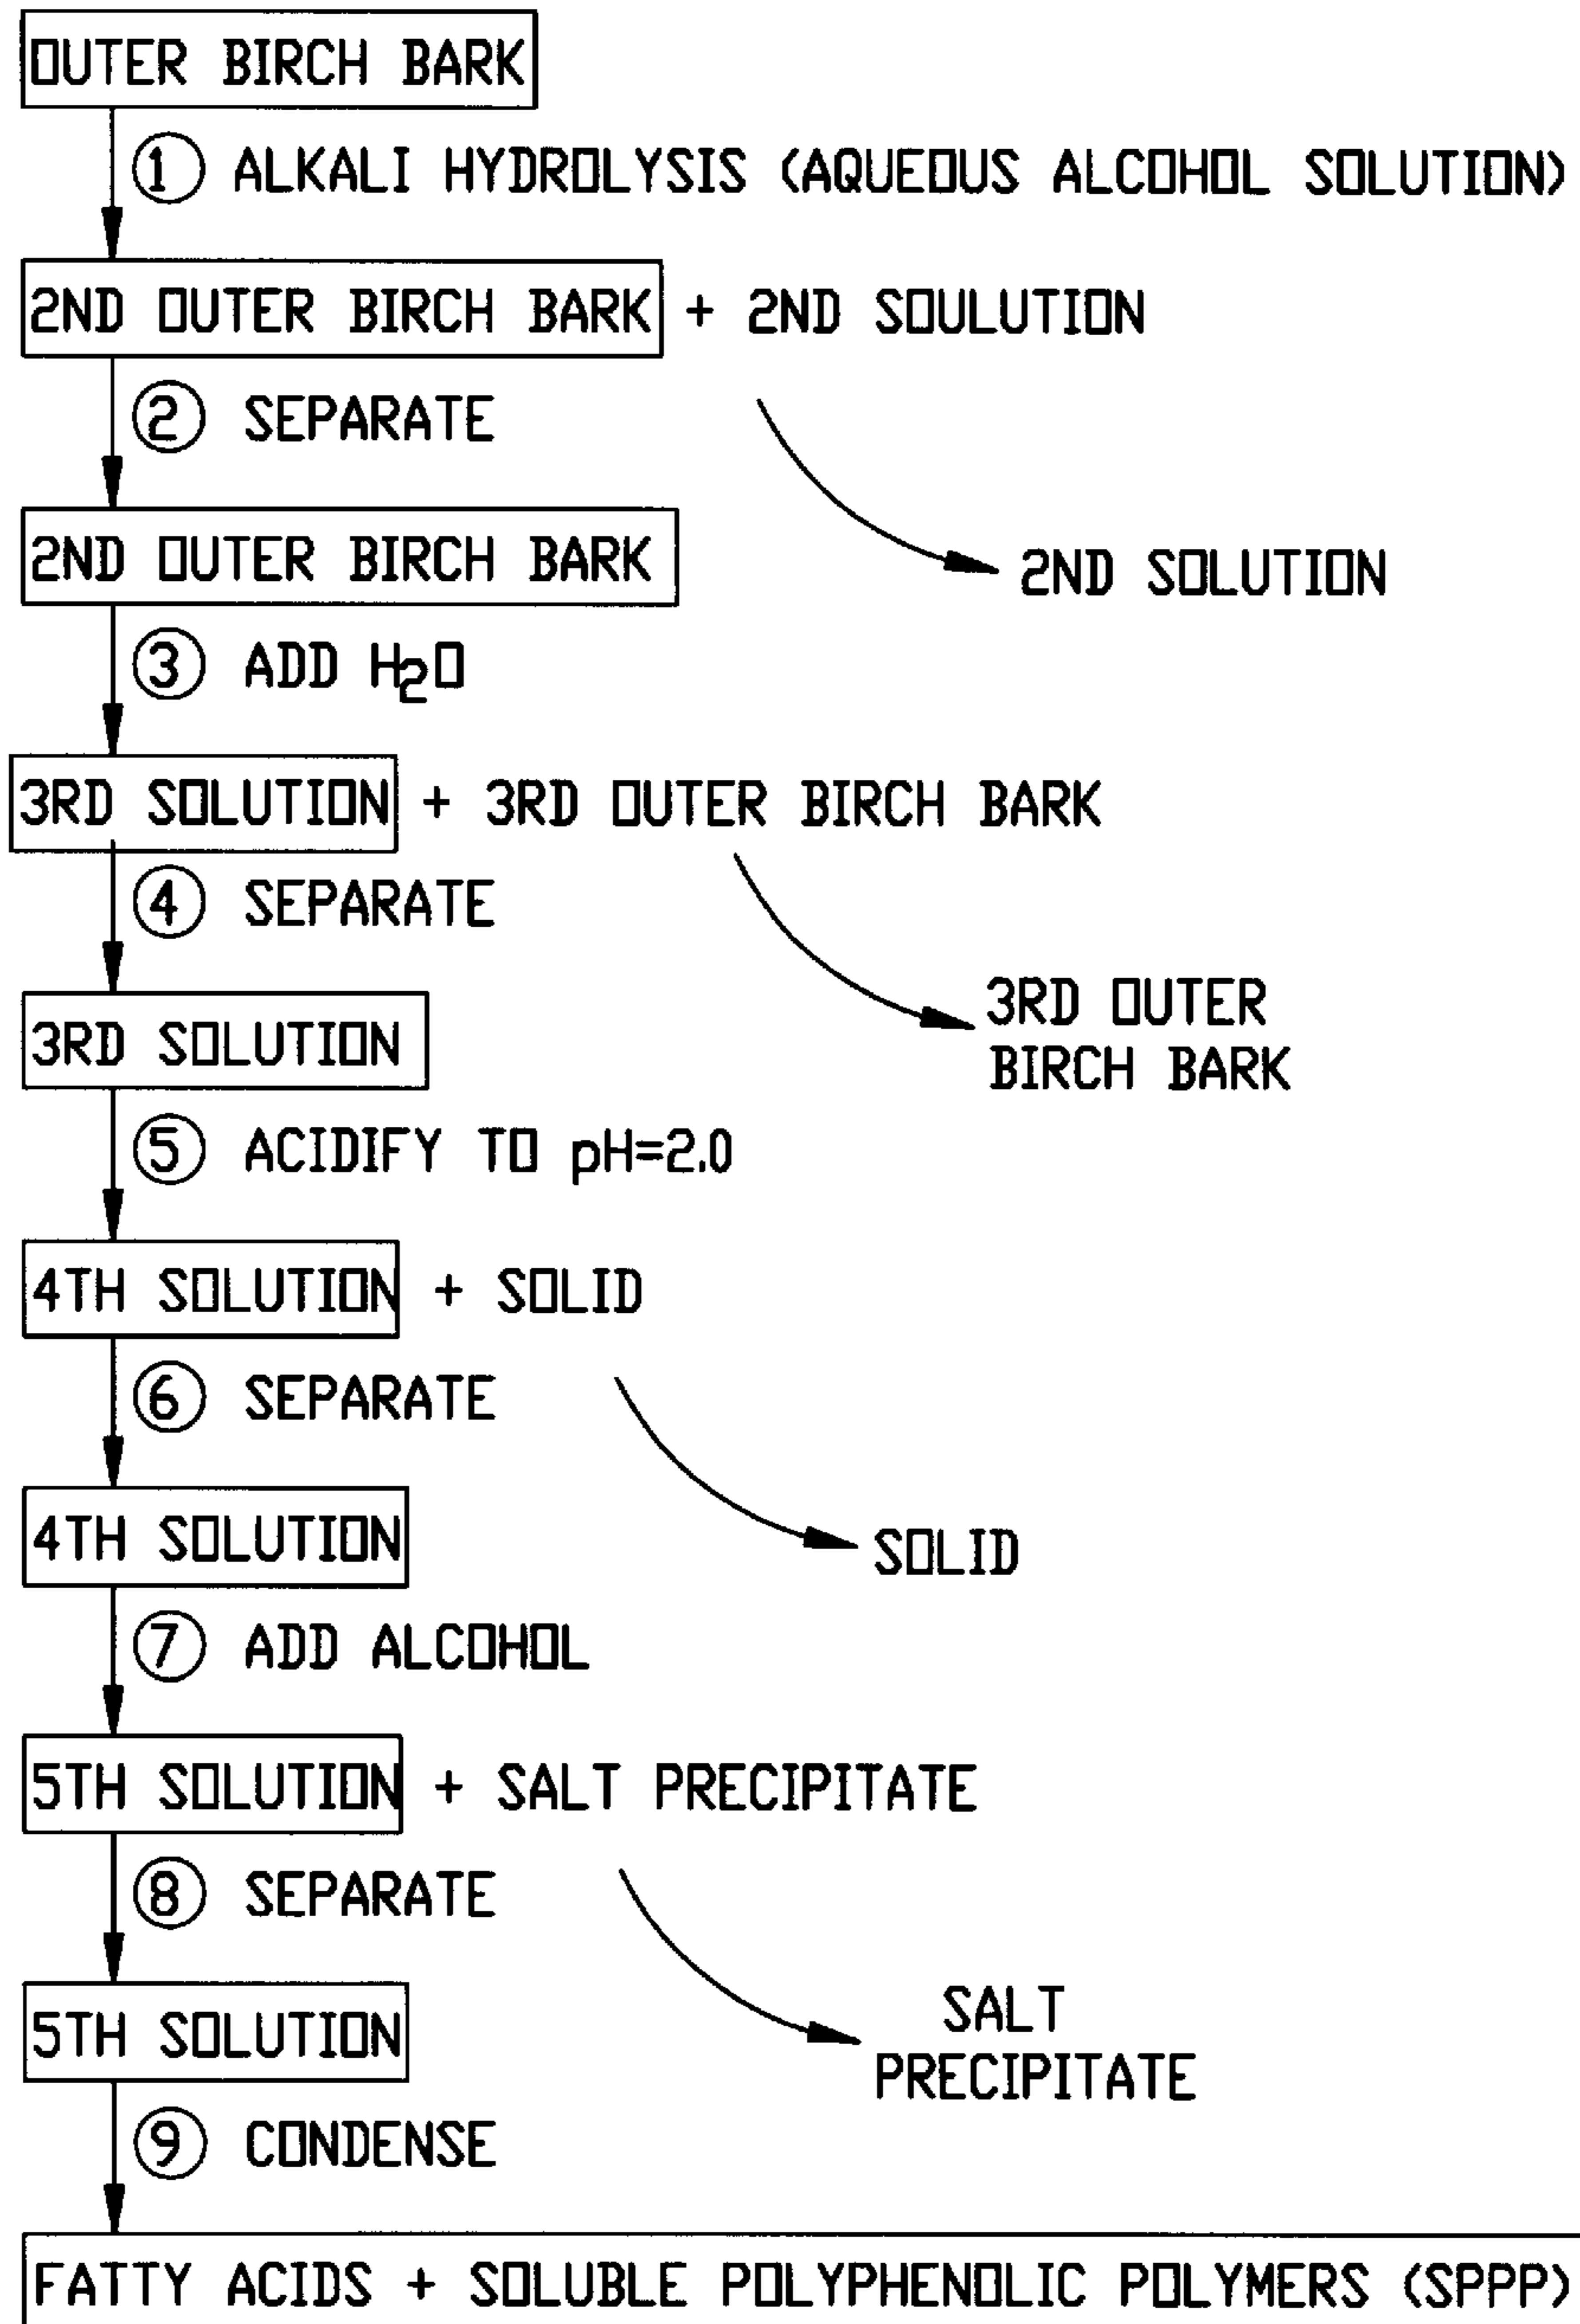 OUTER BIRCH BARK
① ALKALI HYDROLYSIS (AQUEOUS ALCOHOL SOLUTION)
2ND OUTER BIRCH BARK + 2ND SOULUTION
② SEPARATE
2ND OUTER BIRCH BARK
2ND SOLUTION
③ ADD H₂O
3RD SOLUTION + 3RD OUTER BIRCH BARK
④ SEPARATE
3RD OUTER
BIRCH BARK
3RD SOLUTION
⑤ ACIDIFY TO pH=2.0
4TH SOLUTION + SOLID
⑥ SEPARATE
4TH SOLUTION
SOLID
⑦ ADD ALCOHOL
5TH SOLUTION + SALT PRECIPITATE
⑧ SEPARATE
5TH SOLUTION
SALT
PRECIPITATE
⑨ CONDENSE
FATTY ACIDS + SOLUBLE POLYPHENOLIC POLYMERS (SPPP)